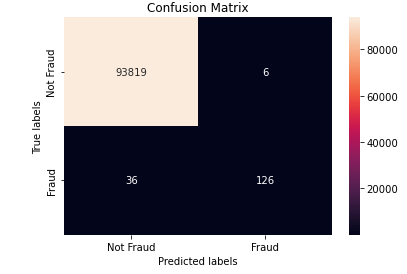 Confusion Matrix
True labels
Not Fraud
Fraud
93819
6
36
126
Not Fraud
Fraud
Predicted labels
80000
60000
40000
20000